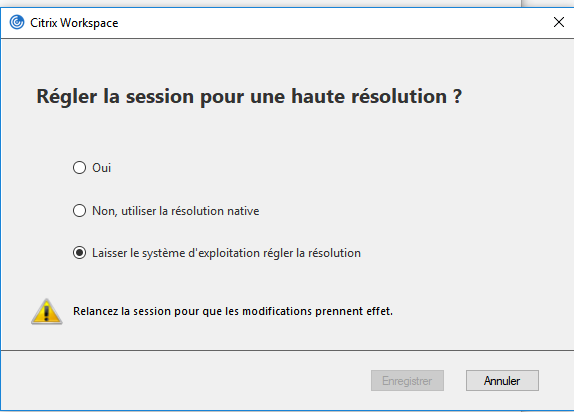 Citrix Workspace
Régler la session pour une haute résolution ?
Oui
Non, utiliser la résolution native
Laisser le système d'exploitation régler la résolution
Relancez la session pour que les modifications prennent effet.
Enregistrer Annuler